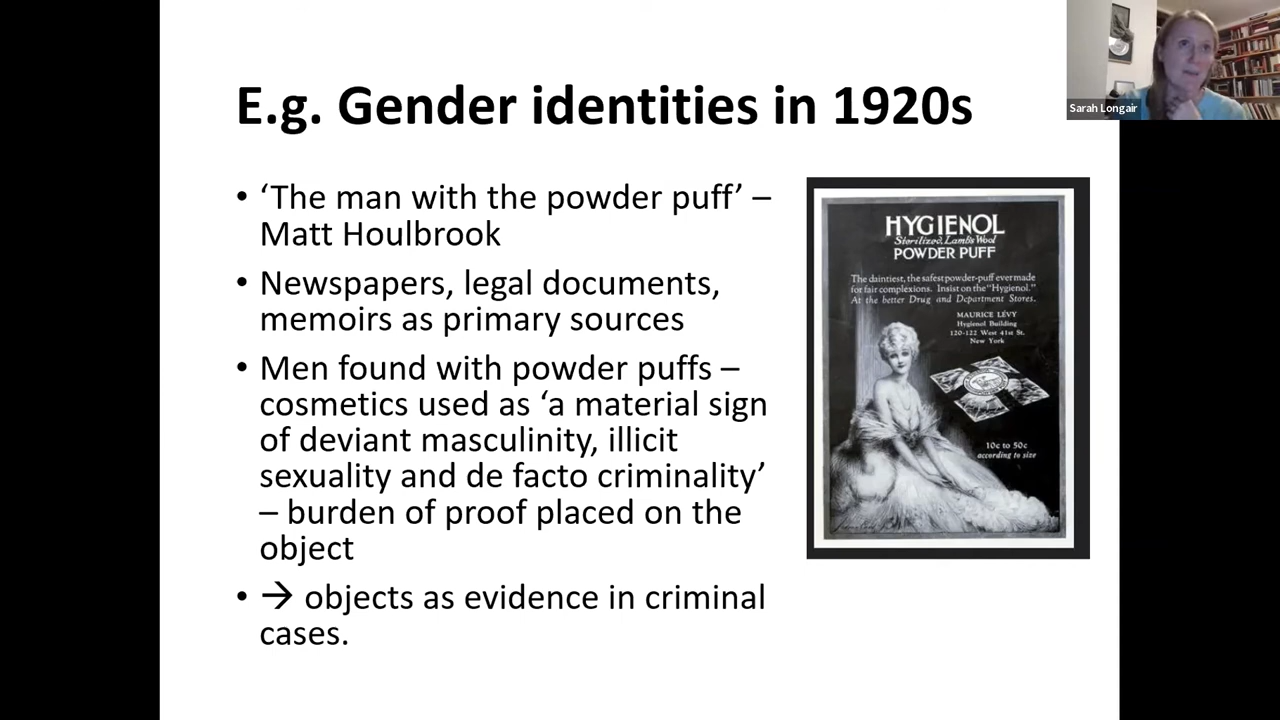 E.g. Gender identities in 1920s
Sarah Longair
• ‘The man with the powder puff’ –
Matt Houlbrook
• Newspapers, legal documents,
memoirs as primary sources
• Men found with powder puffs –
cosmetics used as ‘a material sign
of deviant masculinity, illicit
sexuality and de facto criminality’
– burden of proof placed on the
object
• → objects as evidence in criminal
cases.
HYGIENOL
Sterilized, Lamb's Wool
POWDER PUFF
The daintiest, the safest powder-puff ever made
for fair complexions. Insist on the "Hygienol."
At the better Drug and Department Stores.
MAURICE LÉVY
Hygienol Building
120-122 West 41st St.
New York
10c to 50c
according to size